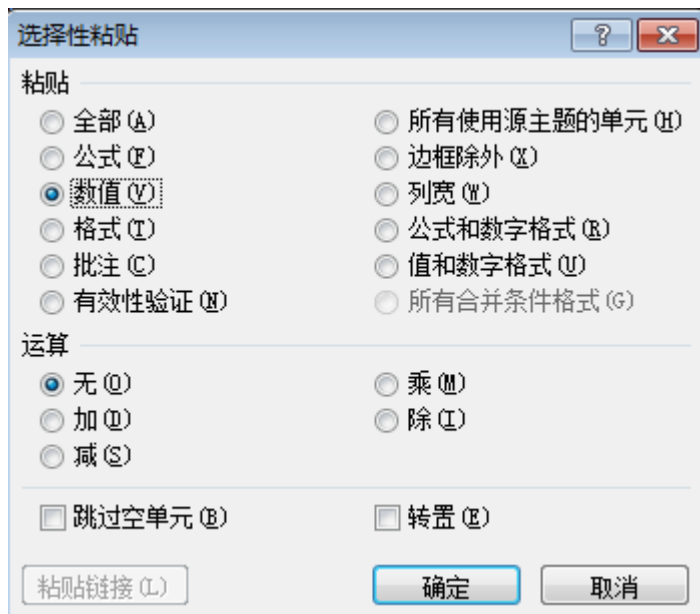 选择性粘贴
粘贴
全部(A) 所有使用源主题的单元(H)
公式(F) 边框除外(X)
数值(V) 列宽(W)
格式(T) 公式和数字格式(R)
批注(C) 值和数字格式(U)
有效性验证(N) 所有合并条件格式(G)
运算
无(O) 乘(M)
加(D) 除(I)
减(S)
跳过空单元(B) 转置(E)
粘贴链接(L) 确定 取消